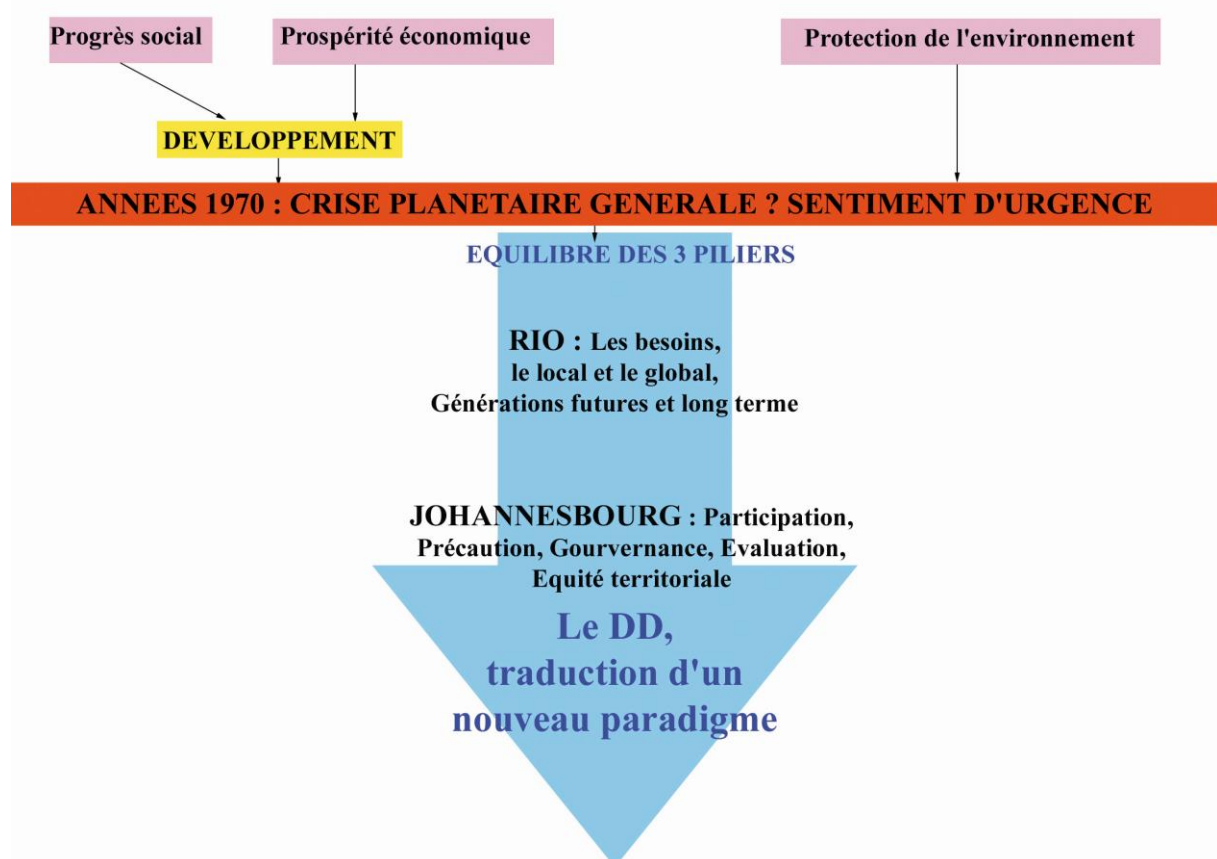 Progrès social
Prospérité économique
Protection de l'environnement
DEVELOPPEMENT
ANNEES 1970 : CRISE PLANETAIRE GENERALE ? SENTIMENT D'URGENCE
EQUILIBRE DES 3 PILIERS
RIO : Les besoins,
le local et le global,
Générations futures et long terme
JOHANNESBOURG : Participation,
Précaution, Gourvernance, Evaluation,
Equité territoriale
Le DD,
traduction d'un
nouveau paradigme